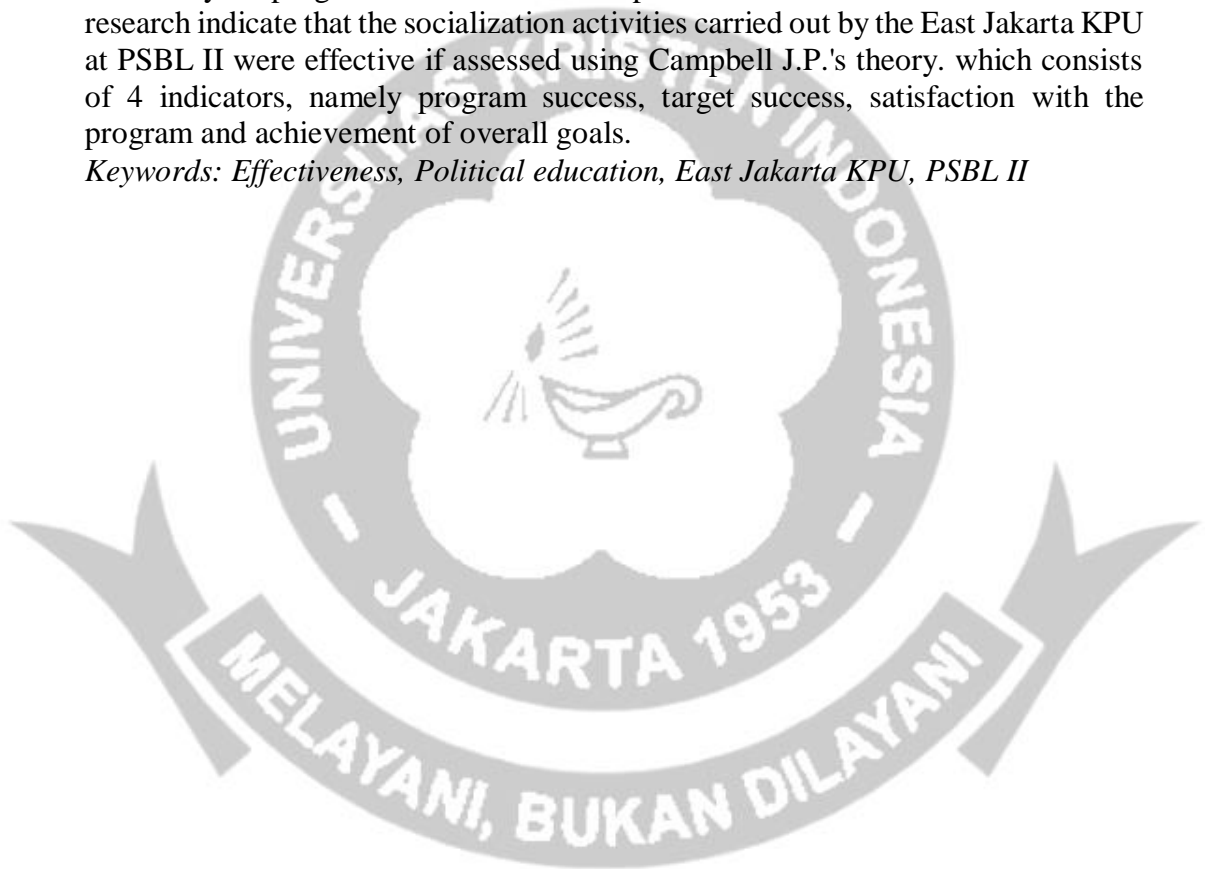 research indicate that the socialization activities carried out by the East Jakarta KPU
at PSBL II were effective if assessed using Campbell J.P.'s theory. which consists
of 4 indicators, namely program success, target success, satisfaction with the
program and achievement of overall goals.
Keywords: Effectiveness, Political education, East Jakarta KPU, PSBL II
UNIVERSITAS KRISTEN INDONESIA
- JAKARTA 1953 -
MELAYANI, BUKAN DILAYANI